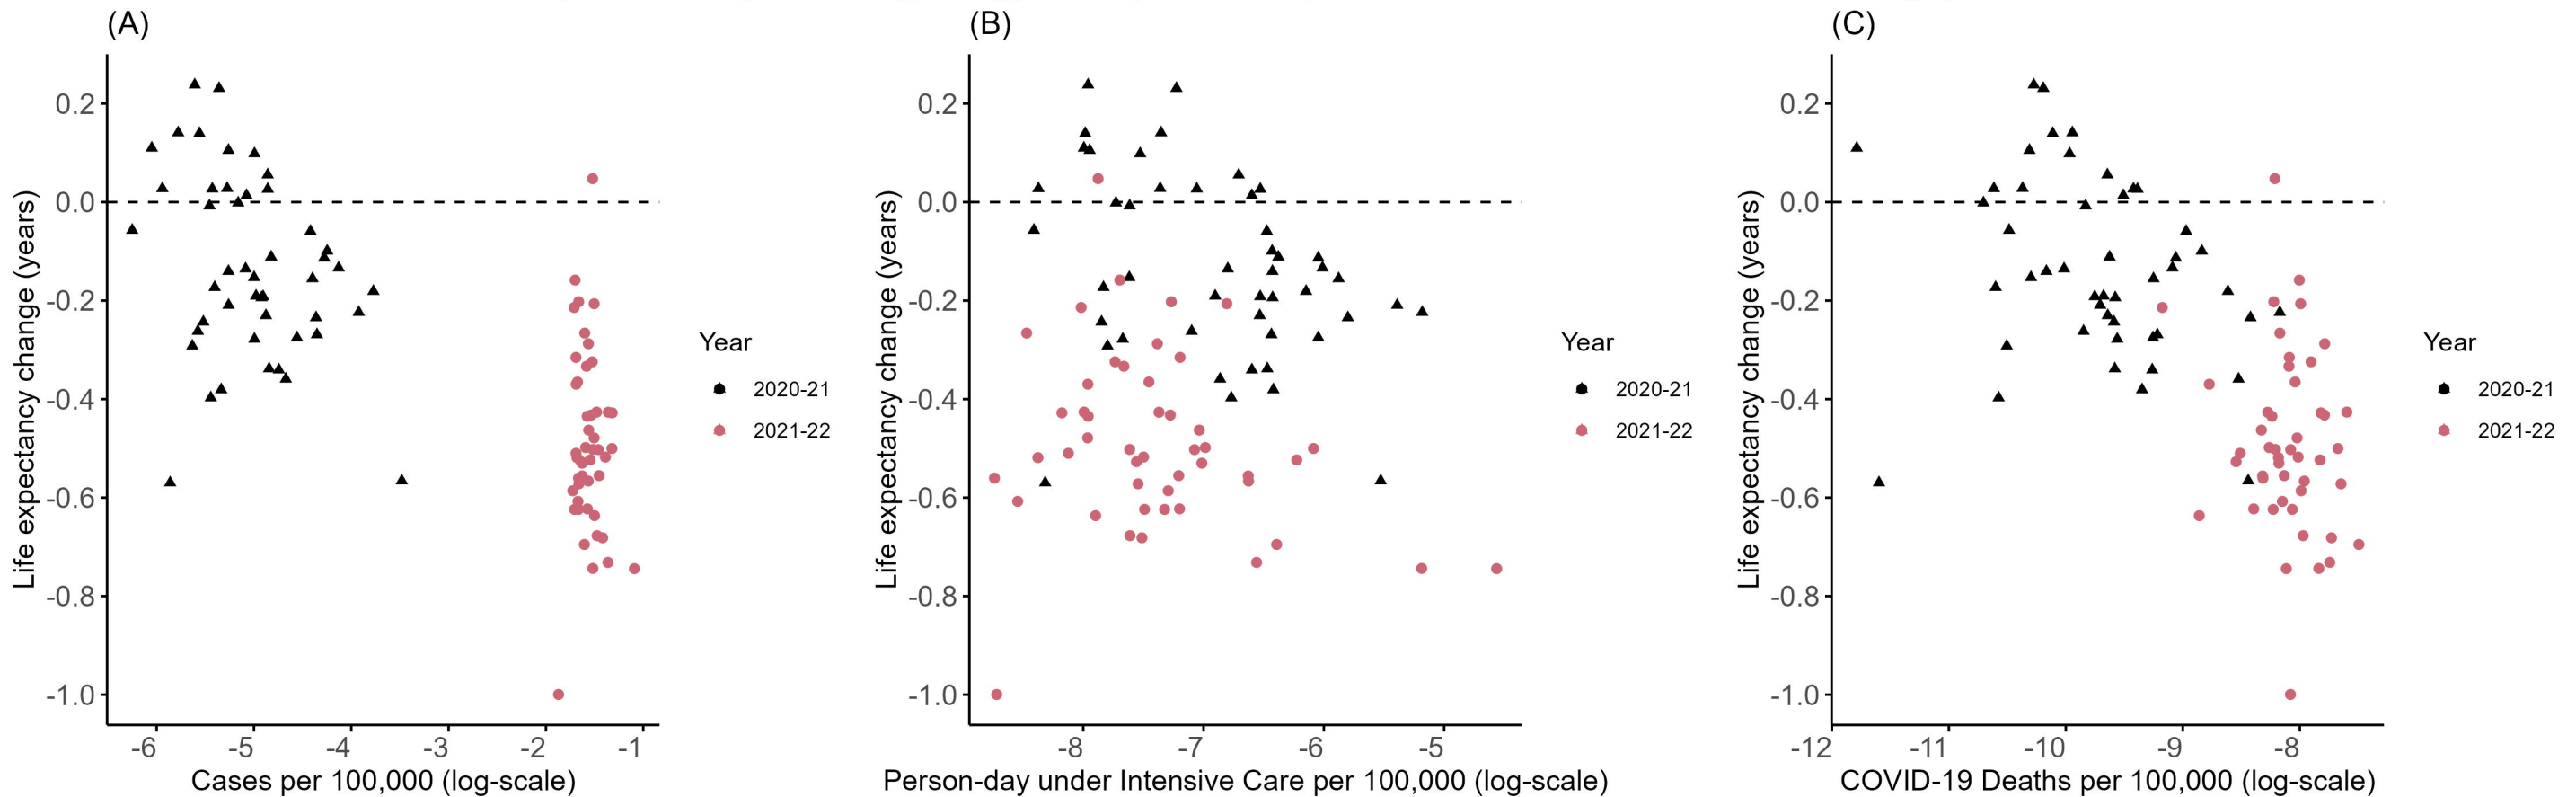 (A)
Life expectancy change (years)
0.2
0.0
-0.2
-0.4
-0.6
-0.8
-1.0
-6 -5 -4 -3 -2 -1
Cases per 100,000 (log-scale)
Year
2020-21
2021-22
(B)
Life expectancy change (years)
0.2
0.0
-0.2
-0.4
-0.6
-0.8
-1.0
-8 -7 -6 -5
Person-day under Intensive Care per 100,000 (log-scale)
Year
2020-21
2021-22
(C)
Life expectancy change (years)
0.2
0.0
-0.2
-0.4
-0.6
-0.8
-1.0
-12 -11 -10 -9 -8
COVID-19 Deaths per 100,000 (log-scale)
Year
2020-21
2021-22